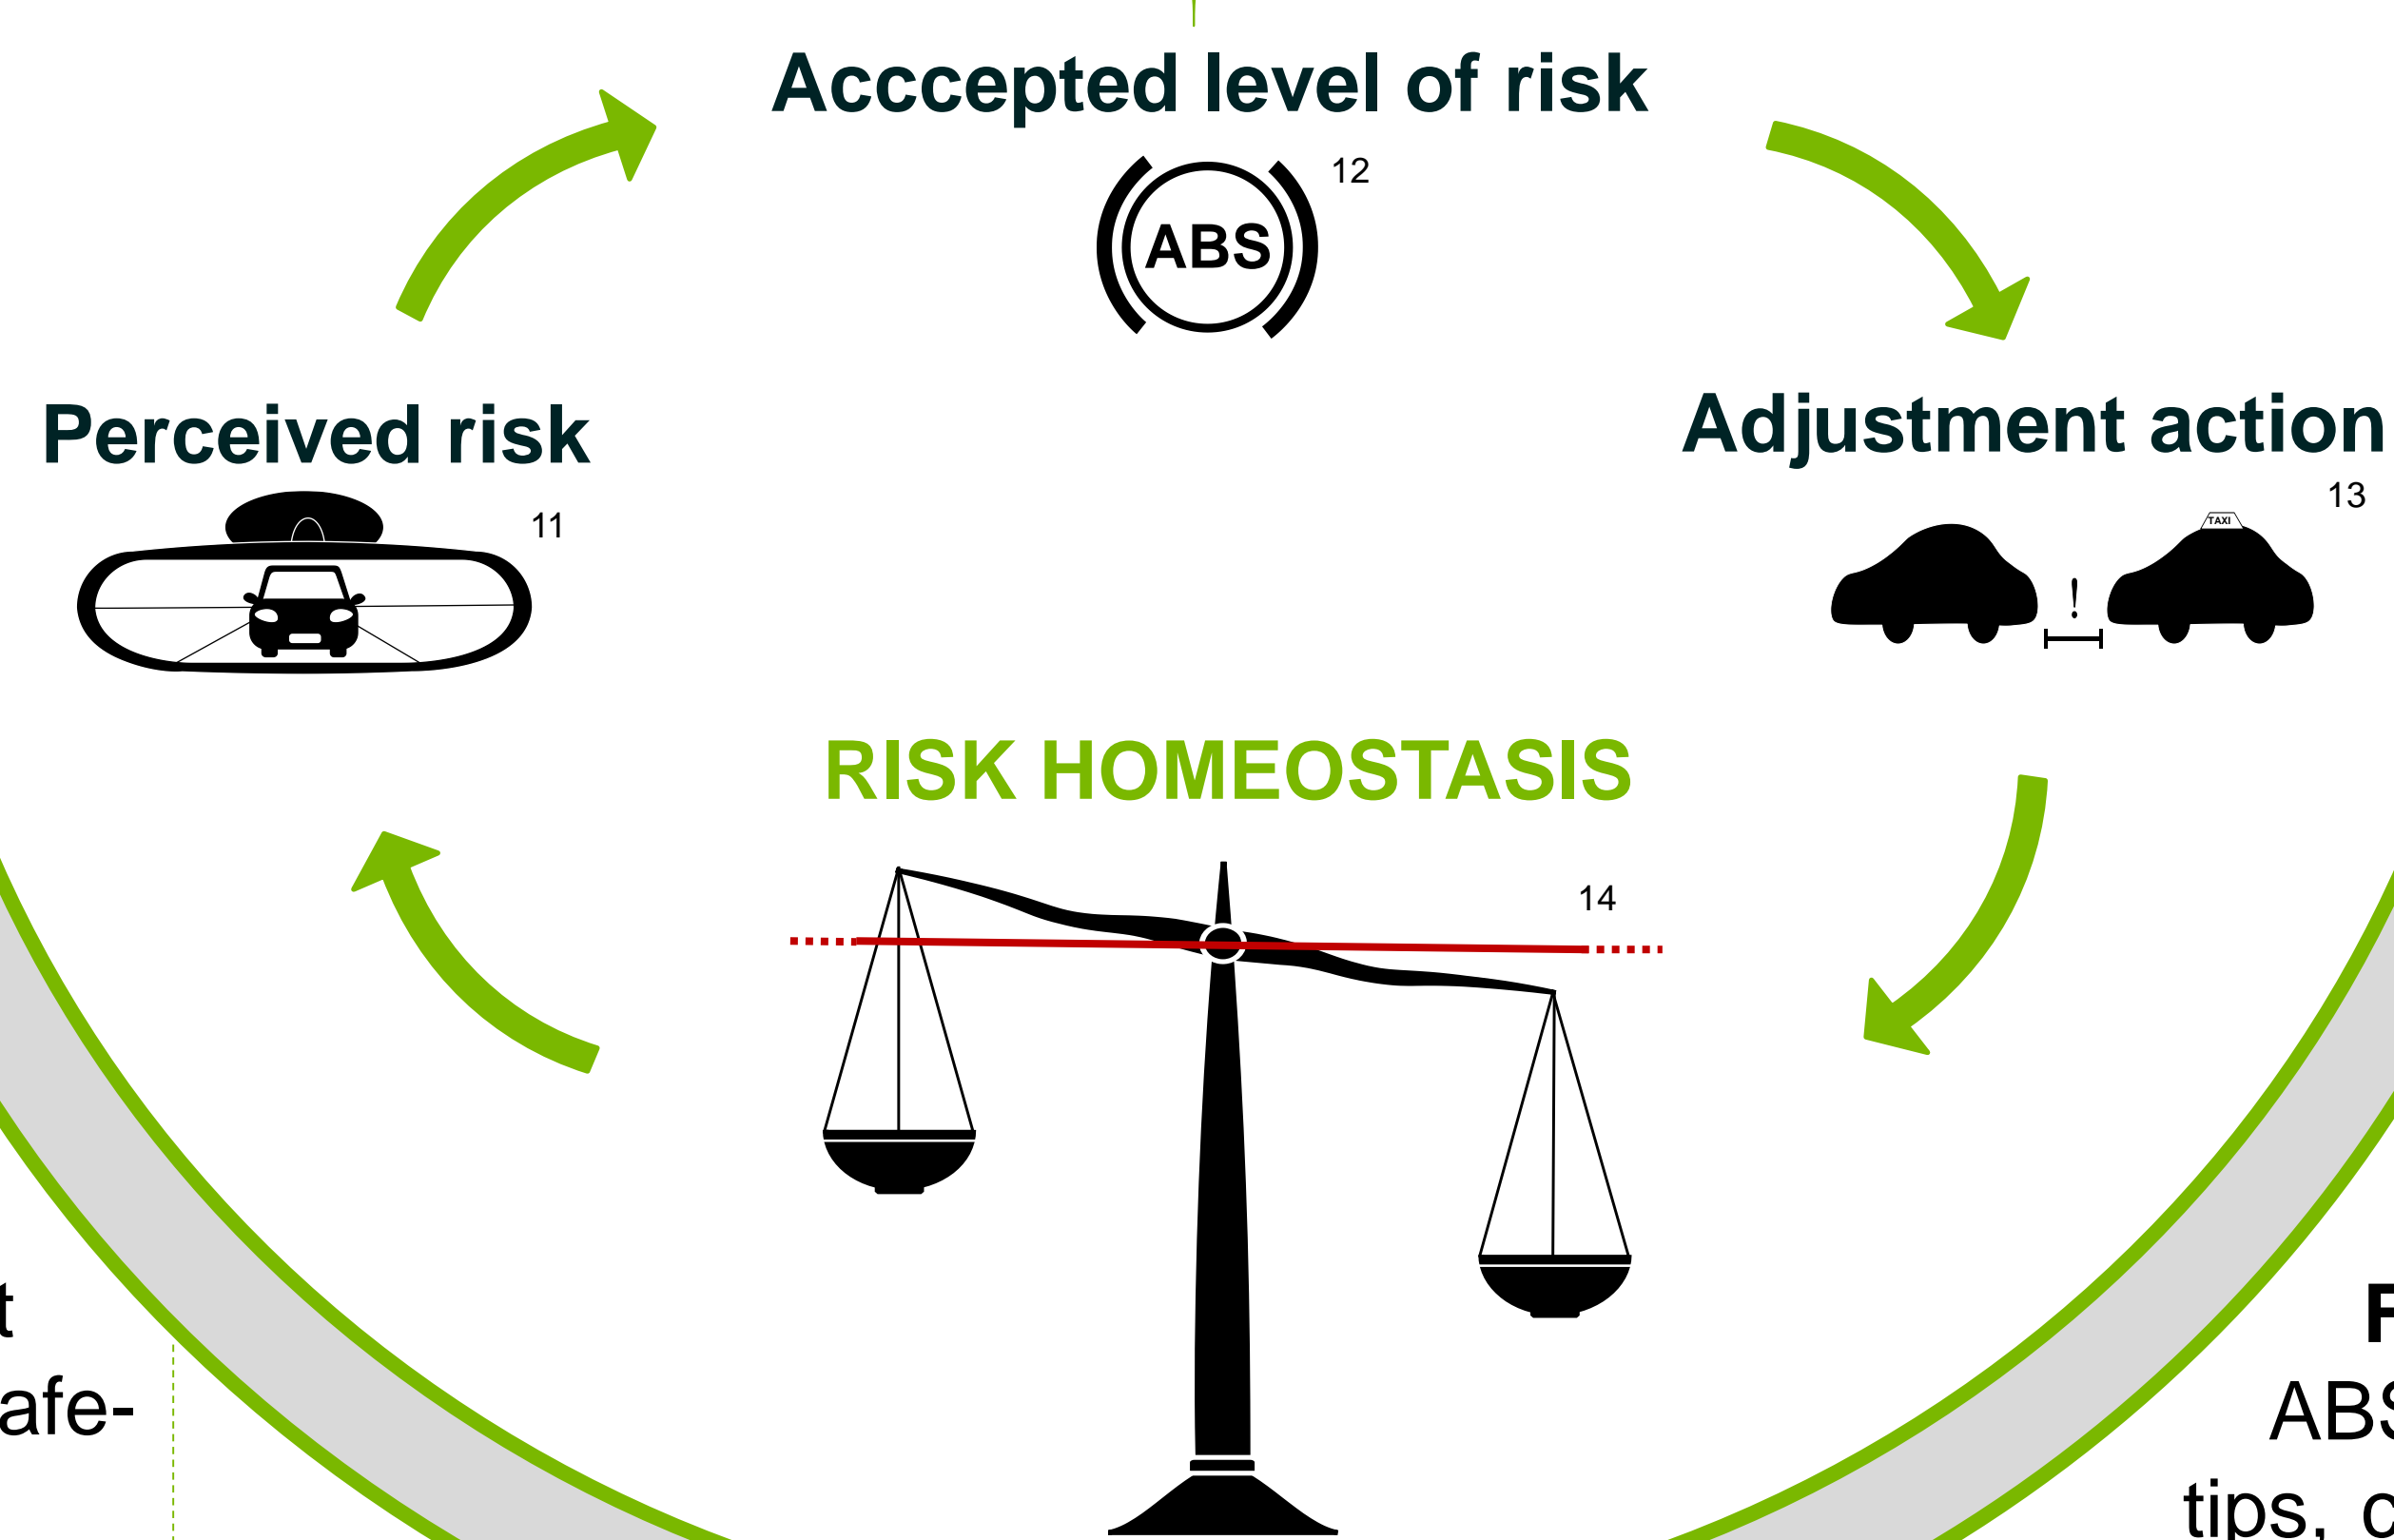 Acccepted level of risk
12
ABS
Perceived risk
11
Adjustment action
13
TAXI
!
RISK HOMEOSTASIS
14
t
afe-
F
ABS
tips, c